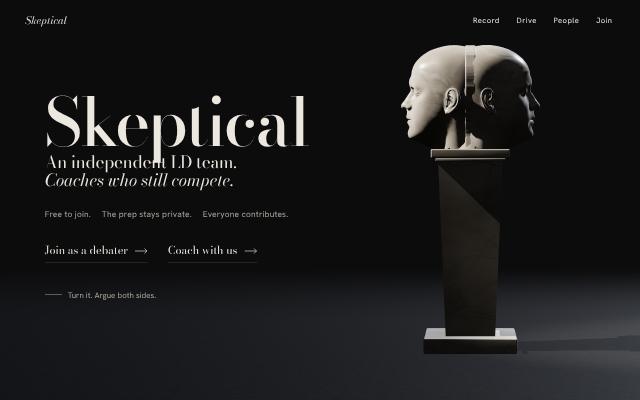 Skeptical
Record Drive People Join
Skeptical
An independent LD team.
Coaches who still compete.
Free to join. The prep stays private. Everyone contributes.
Join as a debater → Coach with us →
Turn it. Argue both sides.